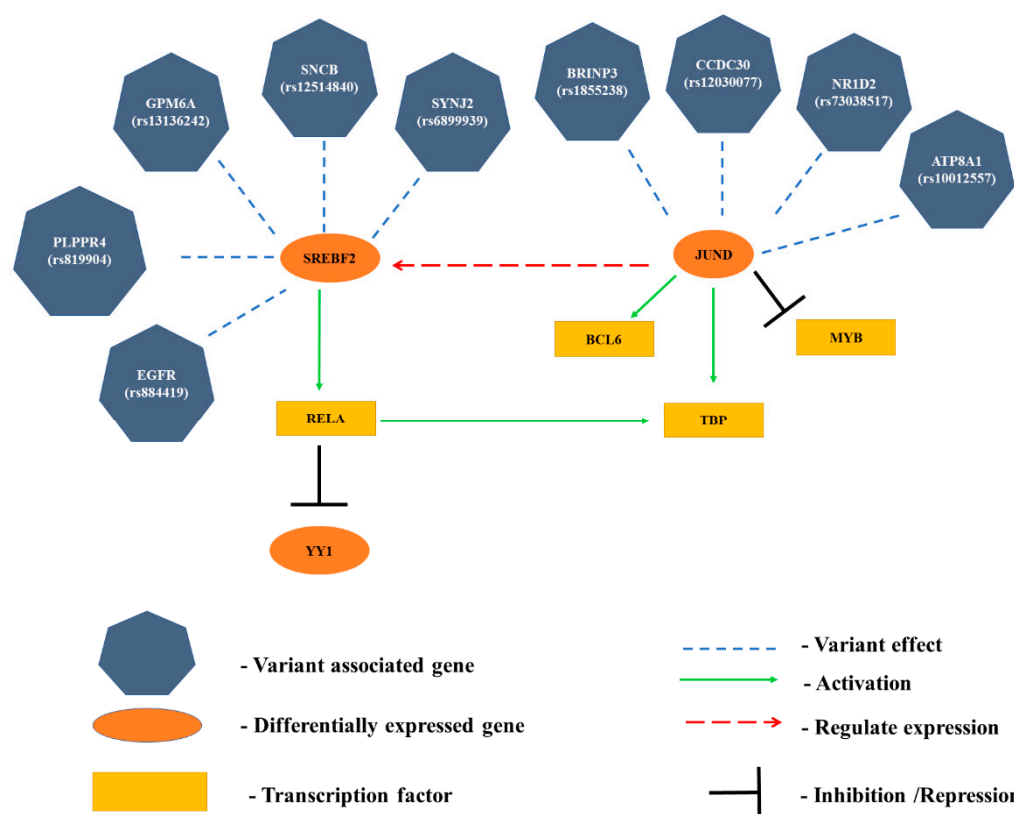 SNCB
(rs12514840)
BRINP3
(rs1855238)
CCDC30
(rs12030077)
NR1D2
(rs73038517)
GPM6A
(rs13136242)
SYNJ2
(rs6899939)
ATP8A1
(rs10012557)
PLPPR4
(rs819904)
SREBF2
JUND
BCL6
MYB
EGFR
(rs884419)
RELA
TBP
YY1
- Variant associated gene
- Differentially expressed gene
- Transcription factor
- Variant effect
- Activation
- Regulate expression
- Inhibition /Repression